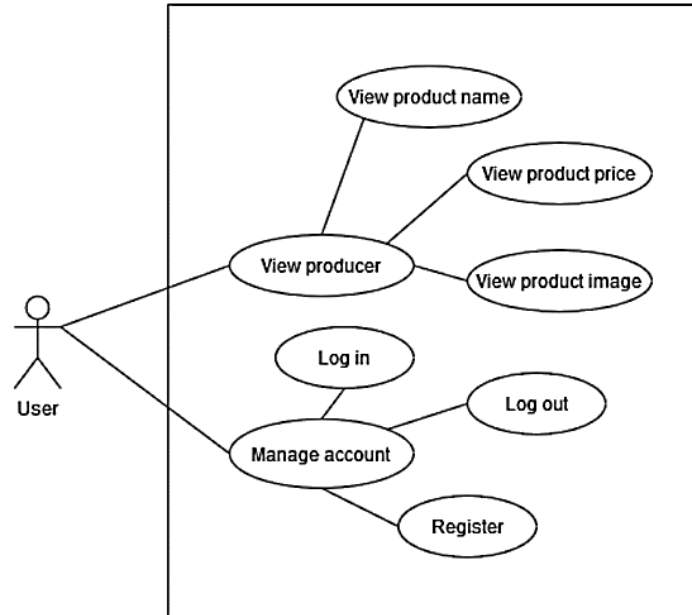 View product name
View product price
View producer
View product image
Log in
User
Log out
Manage account
Register